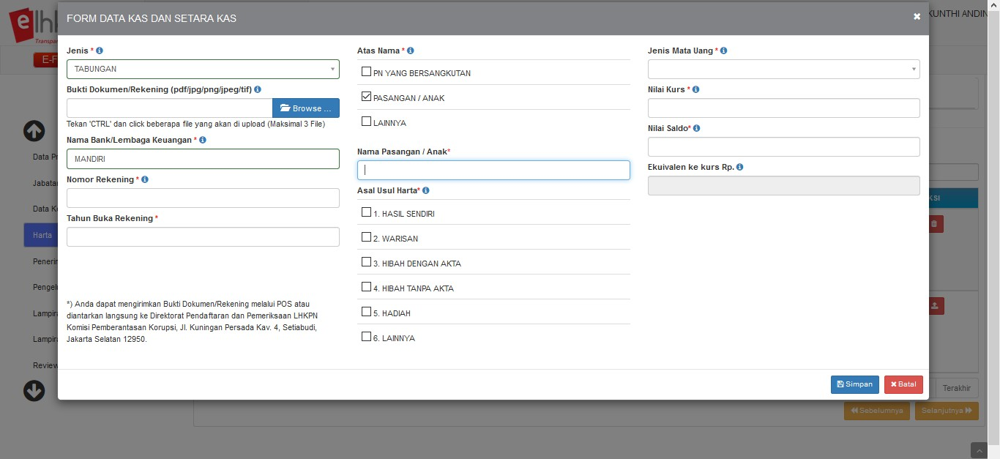 FORM DATA KAS DAN SETARA KAS
Jenis *
TABUNGAN
Bukti Dokumen/Rekening (pdf/jpg/png/jpeg/tif)
Browse ...
Tekan 'CTRL' dan click beberapa file yang akan di upload (Maksimal 3 File)
Nama Bank/Lembaga Keuangan *
MANDIRI
Nomor Rekening *
Tahun Buka Rekening *
*) Anda dapat mengirimkan Bukti Dokumen/Rekening melalui POS atau
diantarkan langsung ke Direktorat Pendaftaran dan Pemeriksaan LHKPN
Komisi Pemberantasan Korupsi, Jl. Kuningan Persada Kav. 4, Setiabudi,
Jakarta Selatan 12950.
Atas Nama *
PN YANG BERSANGKUTAN
PASANGAN / ANAK
LAINNYA
Nama Pasangan / Anak*
Asal Usul Harta*
1. HASIL SENDIRI
2. WARISAN
3. HIBAH DENGAN AKTA
4. HIBAH TANPA AKTA
5. HADIAH
6. LAINNYA
Jenis Mata Uang *
Nilai Kurs *
Nilai Saldo*
Ekuivalen ke kurs Rp.
Simpan
Batal
elhk
Transpar
KUNTHI ANDIN
E-F
Data Pr
Jabata
Data Ke
Harta
Penerin
Pengel
Lampira
Lampira
Review
KSI
Terakhir
Sebelumnya
Selanjutnya